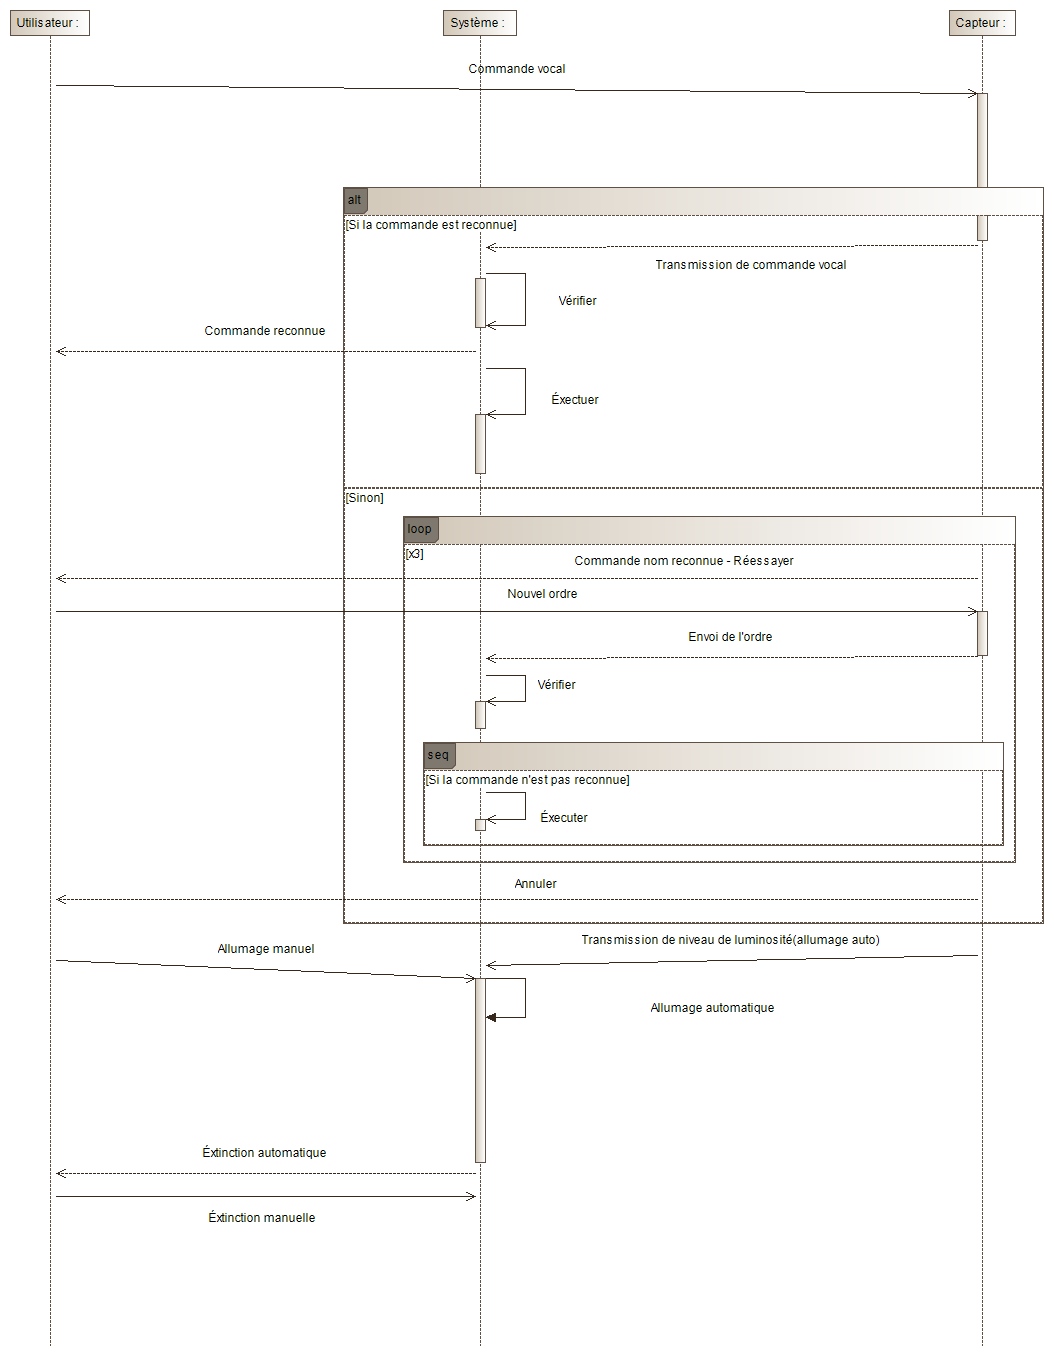 Utilisateur :
Système :
Capteur :
Commande vocal
alt
[Si la commande est reconnue]
Transmission de commande vocal
Vérifier
Commande reconnue
Éxectuer
[Sinon]
loop
[x3]
Commande nom reconnue - Réessayer
Nouvel ordre
Envoi de l'ordre
Vérifier
seq
[Si la commande n'est pas reconnue]
Éxecuter
Annuler
Transmission de niveau de luminosité(allumage auto)
Allumage manuel
Allumage automatique
Éxtinction automatique
Éxtinction manuelle